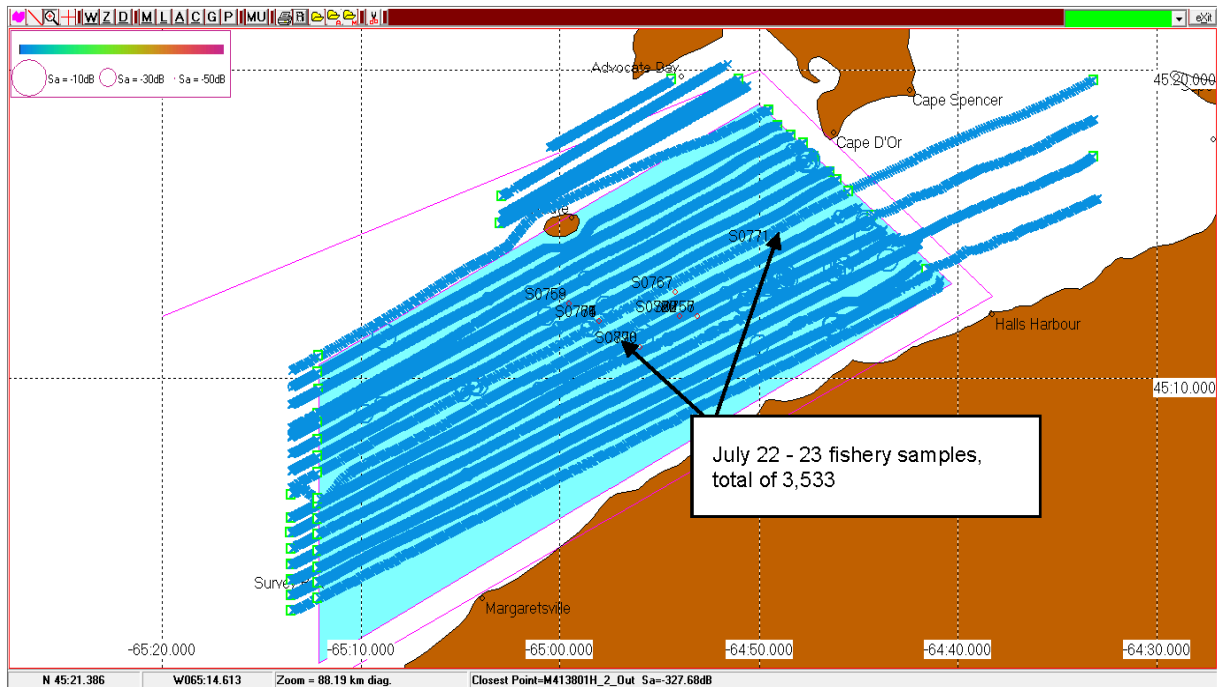 W Z D M L A C G P MU eXit
Sa = -10dB Sa = -30dB Sa = -50dB
Advocate Bay
45:20.000
Cape Spencer
Cape D'Or
S0771
S0767
S0759
45:10.000
Halls Harbour
July 22 - 23 fishery samples,
total of 3,533
Survey
Margaretsville
-65:20.000 -65:10.000 -65:00.000 -64:50.000 -64:40.000 -64:30.000
N 45:21.386 W065:14.613 Zoom = 88.19 km diag. Closest Point=M413801H_2_Out Sa=-327.68dB